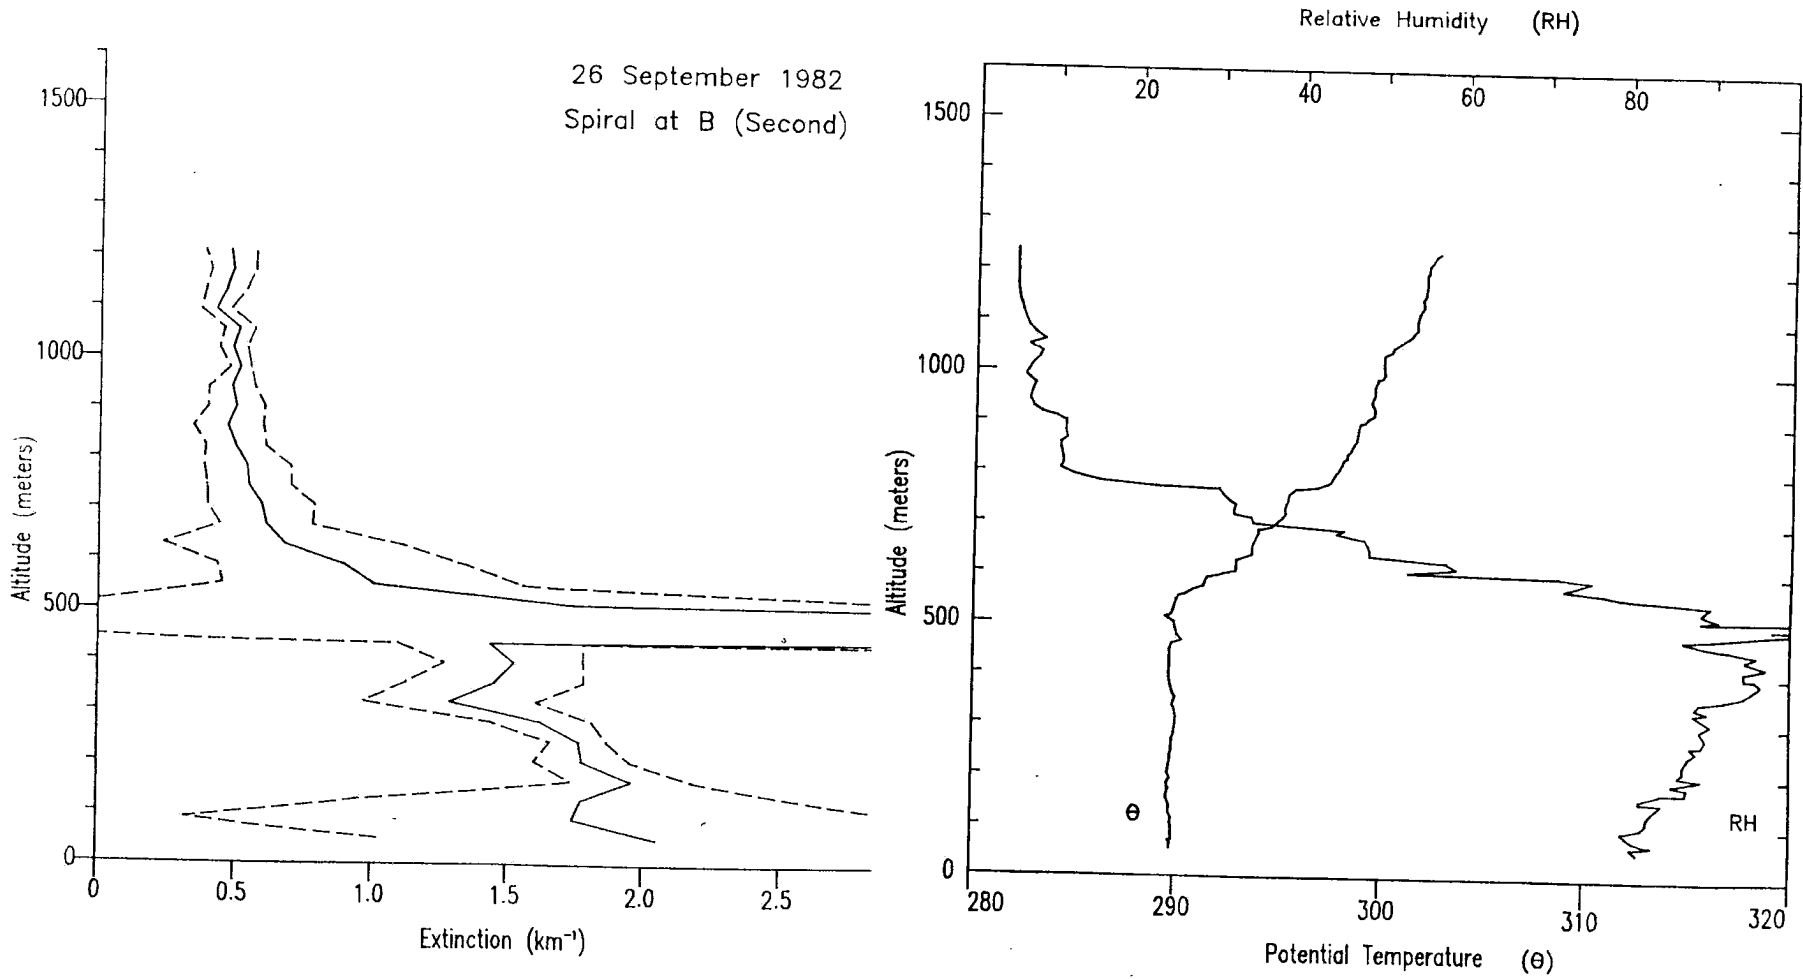 26 September 1982
Spiral at B (Second)
1500
1000
500
0
Altitude (meters)
0 0.5 1.0 1.5 2.0 2.5
Extinction (km⁻¹)
Relative Humidity (RH)
20 40 60 80
1500
1000
500
0
Altitude (meters)
θ
RH
280 290 300 310 320
Potential Temperature (θ)